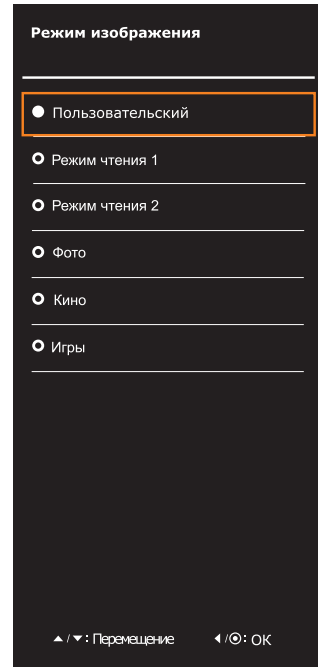 Режим изображения
Пользовательский
Режим чтения 1
Режим чтения 2
Фото
Кино
Игры
▲/▼: Перемещение ◀/⦿: OK